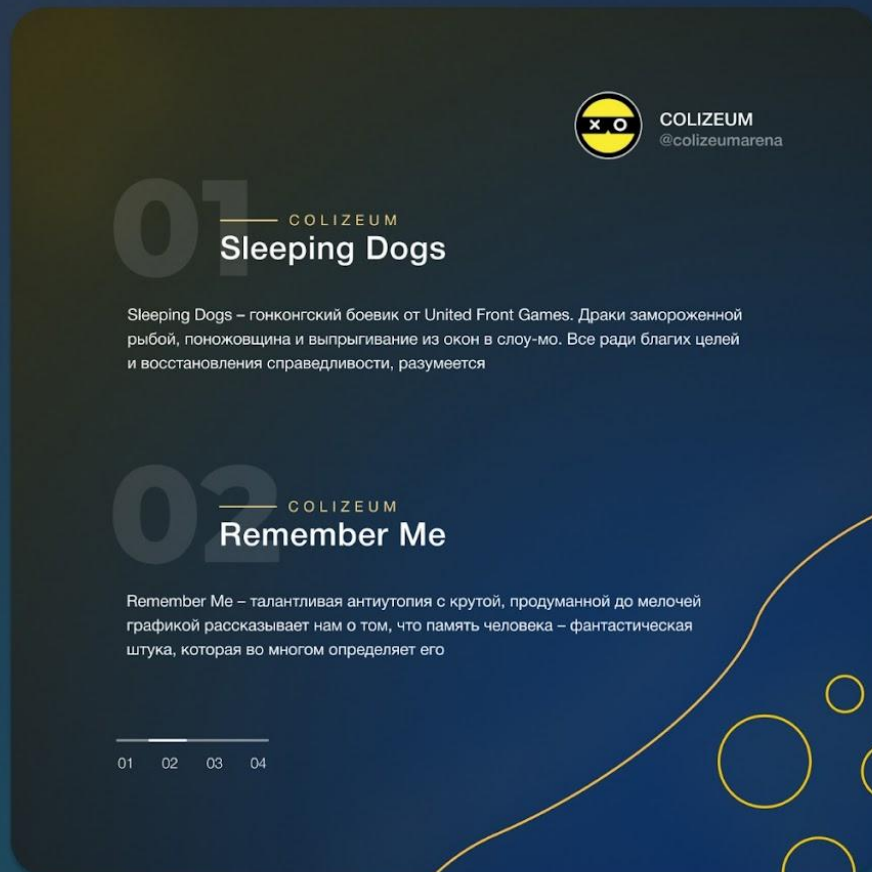 XO
COLIZEUM
@colizeumarena
01
COLIZEUM
Sleeping Dogs
Sleeping Dogs – гонконгский боевик от United Front Games. Драки замороженной
рыбой, поножовщина и выпрыгивание из окон в слоу-мо. Все ради благих целей
и восстановления справедливости, разумеется
02
COLIZEUM
Remember Me
Remember Me – талантливая антиутопия с крутой, продуманной до мелочей
графикой рассказывает нам о том, что память человека – фантастическая
штука, которая во многом определяет его
01 02 03 04